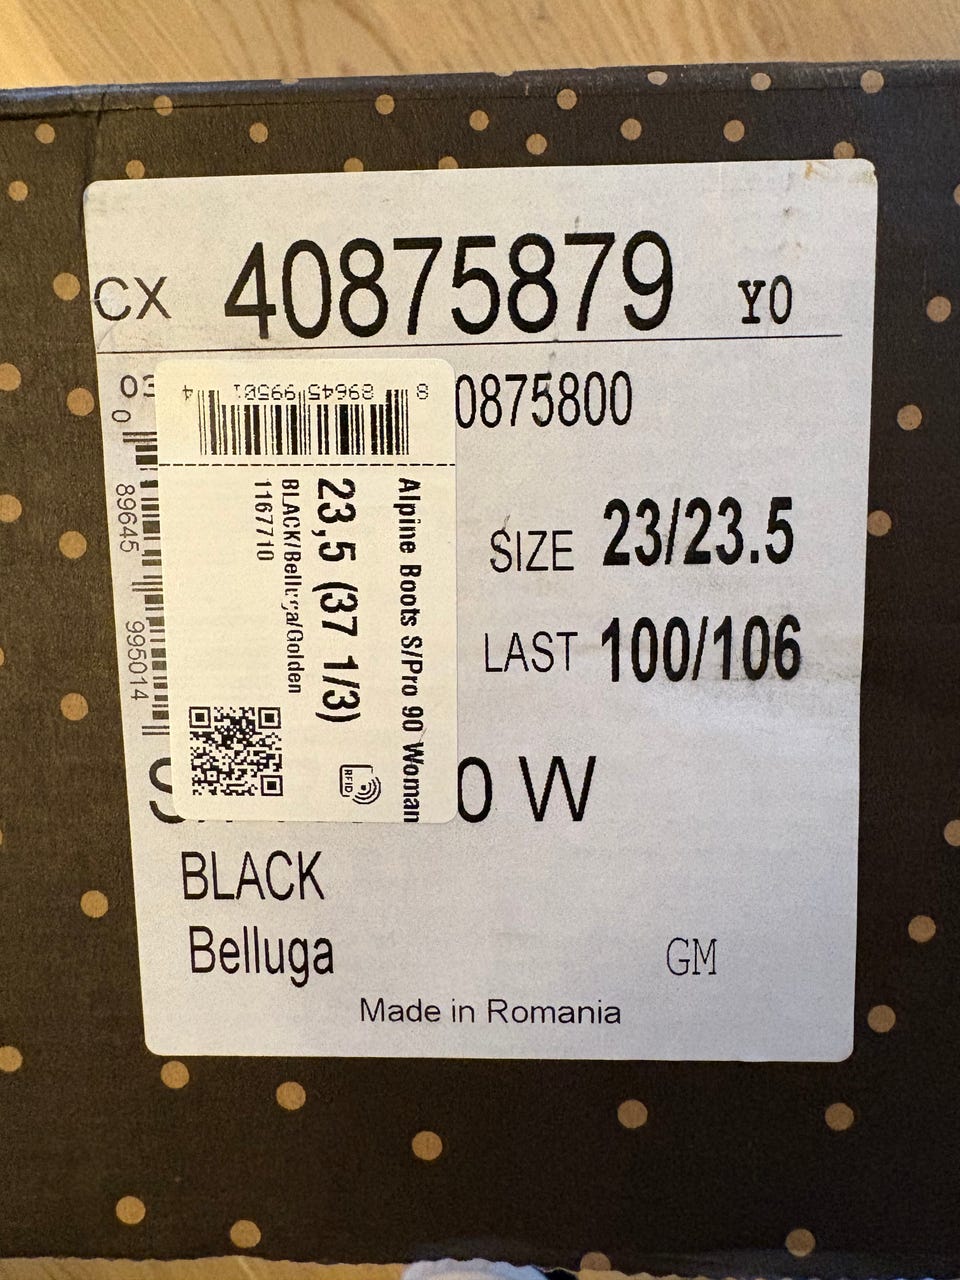 CX 40875879 Y0
03
0875800
0 89645 995014
8 89645 99501 4
Alpine Boots S/Pro 90 Woman
23,5 (37 1/3)
BLACK/Belluga/Golden
1167710
RFID
SIZE 23/23.5
LAST 100/106
0 W
BLACK
Belluga
GM
Made in Romania